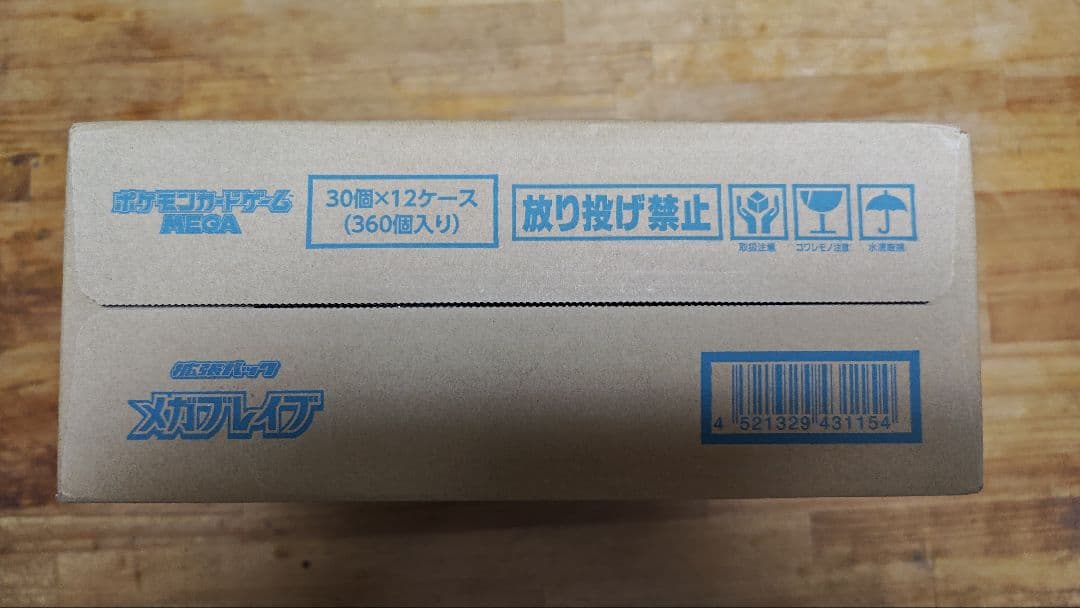 ポケモンカードゲーム
MEGA
30個×12ケース
(360個入り)
放り投げ禁止
取扱注意
コワレモノ注意
水濡厳禁
拡張パック
メガブレイブ
4 521329 431154